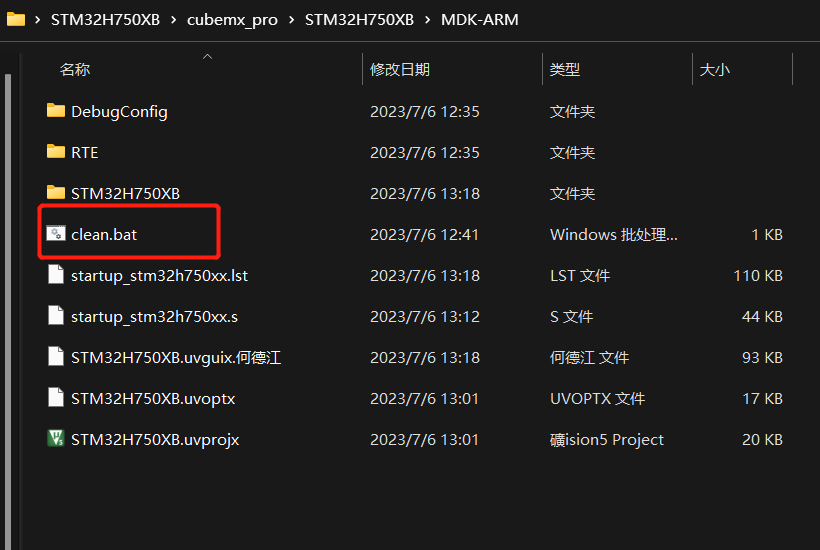 STM32H750XB › cubemx_pro › STM32H750XB › MDK-ARM
名称 修改日期 类型 大小
DebugConfig 2023/7/6 12:35 文件夹
RTE 2023/7/6 12:35 文件夹
STM32H750XB 2023/7/6 13:18 文件夹
clean.bat 2023/7/6 12:41 Windows 批处理... 1 KB
startup_stm32h750xx.lst 2023/7/6 13:18 LST 文件 110 KB
startup_stm32h750xx.s 2023/7/6 13:12 S 文件 44 KB
STM32H750XB.uvguix.何德江 2023/7/6 13:18 何德江 文件 93 KB
STM32H750XB.uvoptx 2023/7/6 13:01 UVOPTX 文件 17 KB
STM32H750XB.uvprojx 2023/7/6 13:01 礦ision5 Project 20 KB